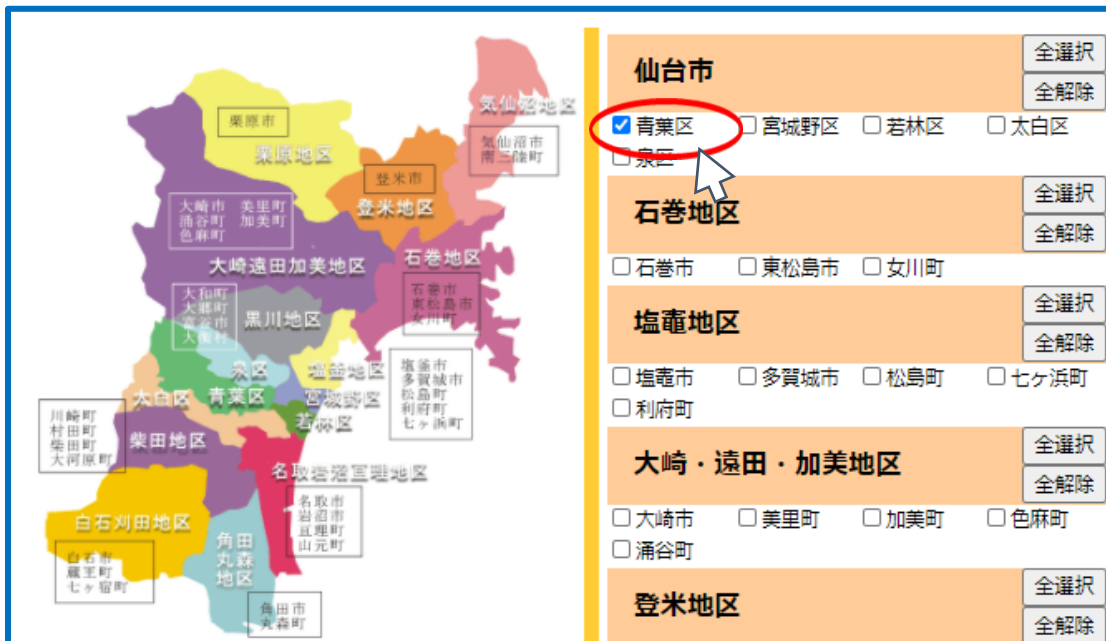 気仙沼地区
気仙沼市
南三陸町
栗原市
栗原地区
登米市
登米地区
大崎市 美里町
涌谷町 加美町
色麻町
大崎遠田加美地区
石巻地区
石巻市
東松島市
女川町
大和町
大郷町
富谷市
大衡村
黒川地区
泉区
塩釜地区
塩釜市
多賀城市
松島町
利府町
七ヶ浜町
太白区
青葉区
宮城野区
若林区
川崎町
村田町
柴田町
大河原町
柴田地区
名取岩沼亘理地区
名取市
岩沼市
亘理町
山元町
白石刈田地区
白石市
蔵王町
七ヶ宿町
角田
丸森
地区
角田市
丸森町
仙台市
全選択
全解除
青葉区 宮城野区 若林区 太白区
泉区
石巻地区
全選択
全解除
石巻市 東松島市 女川町
塩竈地区
全選択
全解除
塩竈市 多賀城市 松島町 七ヶ浜町
利府町
大崎・遠田・加美地区
全選択
全解除
大崎市 美里町 加美町 色麻町
涌谷町
登米地区
全選択
全解除